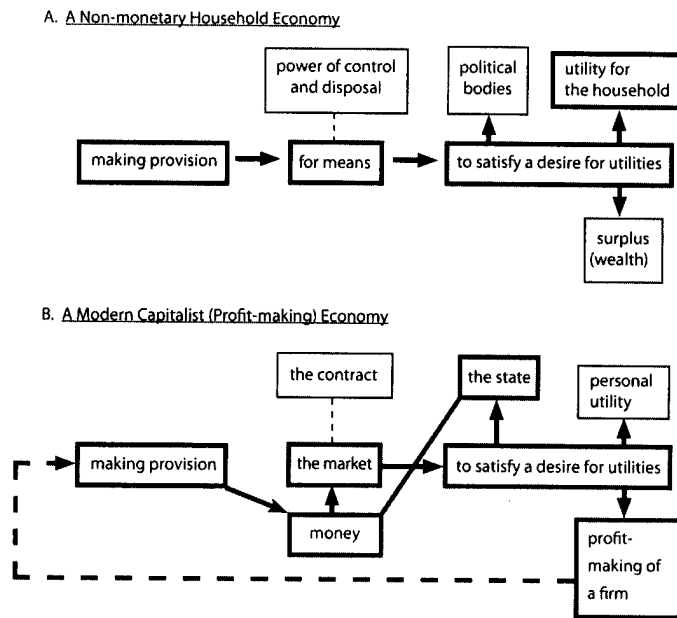 A. A Non-monetary Household Economy
power of control
and disposal
political
bodies
utility for
the household
making provision
for means
to satisfy a desire for utilities
surplus
(wealth)
B. A Modern Capitalist (Profit-making) Economy
the contract
the state
personal
utility
making provision
the market
to satisfy a desire for utilities
money
profit-
making of
a firm